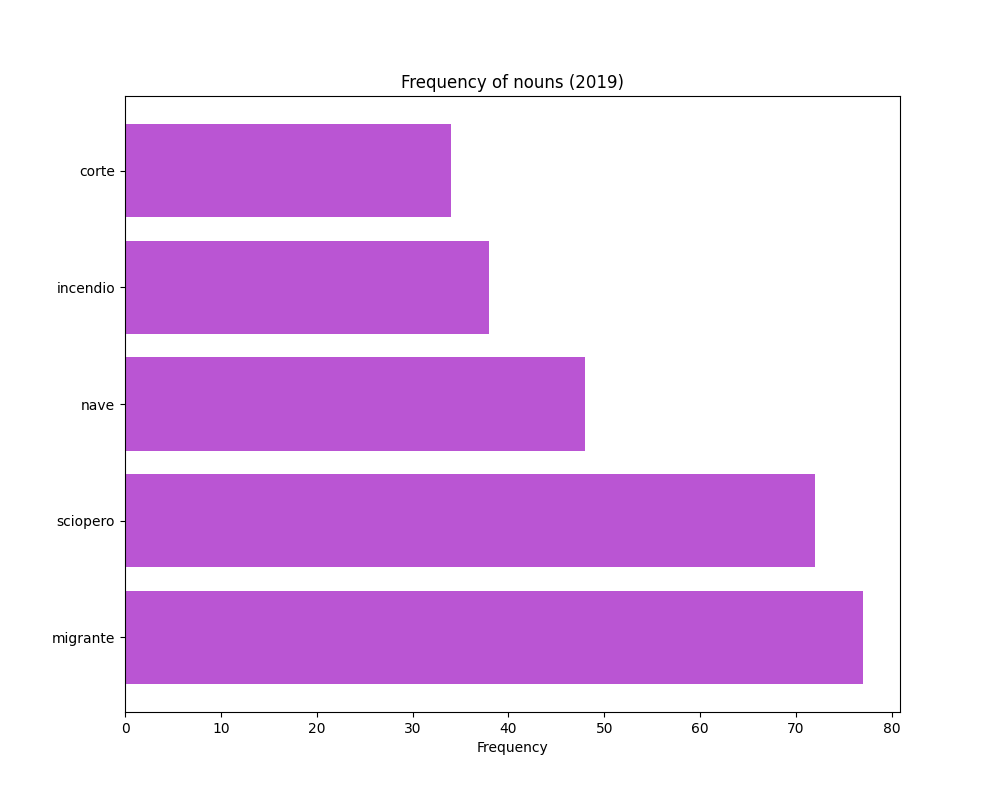 Frequency of nouns (2019)
corte
incendio
nave
sciopero
migrante
0 10 20 30 40 50 60 70 80
Frequency